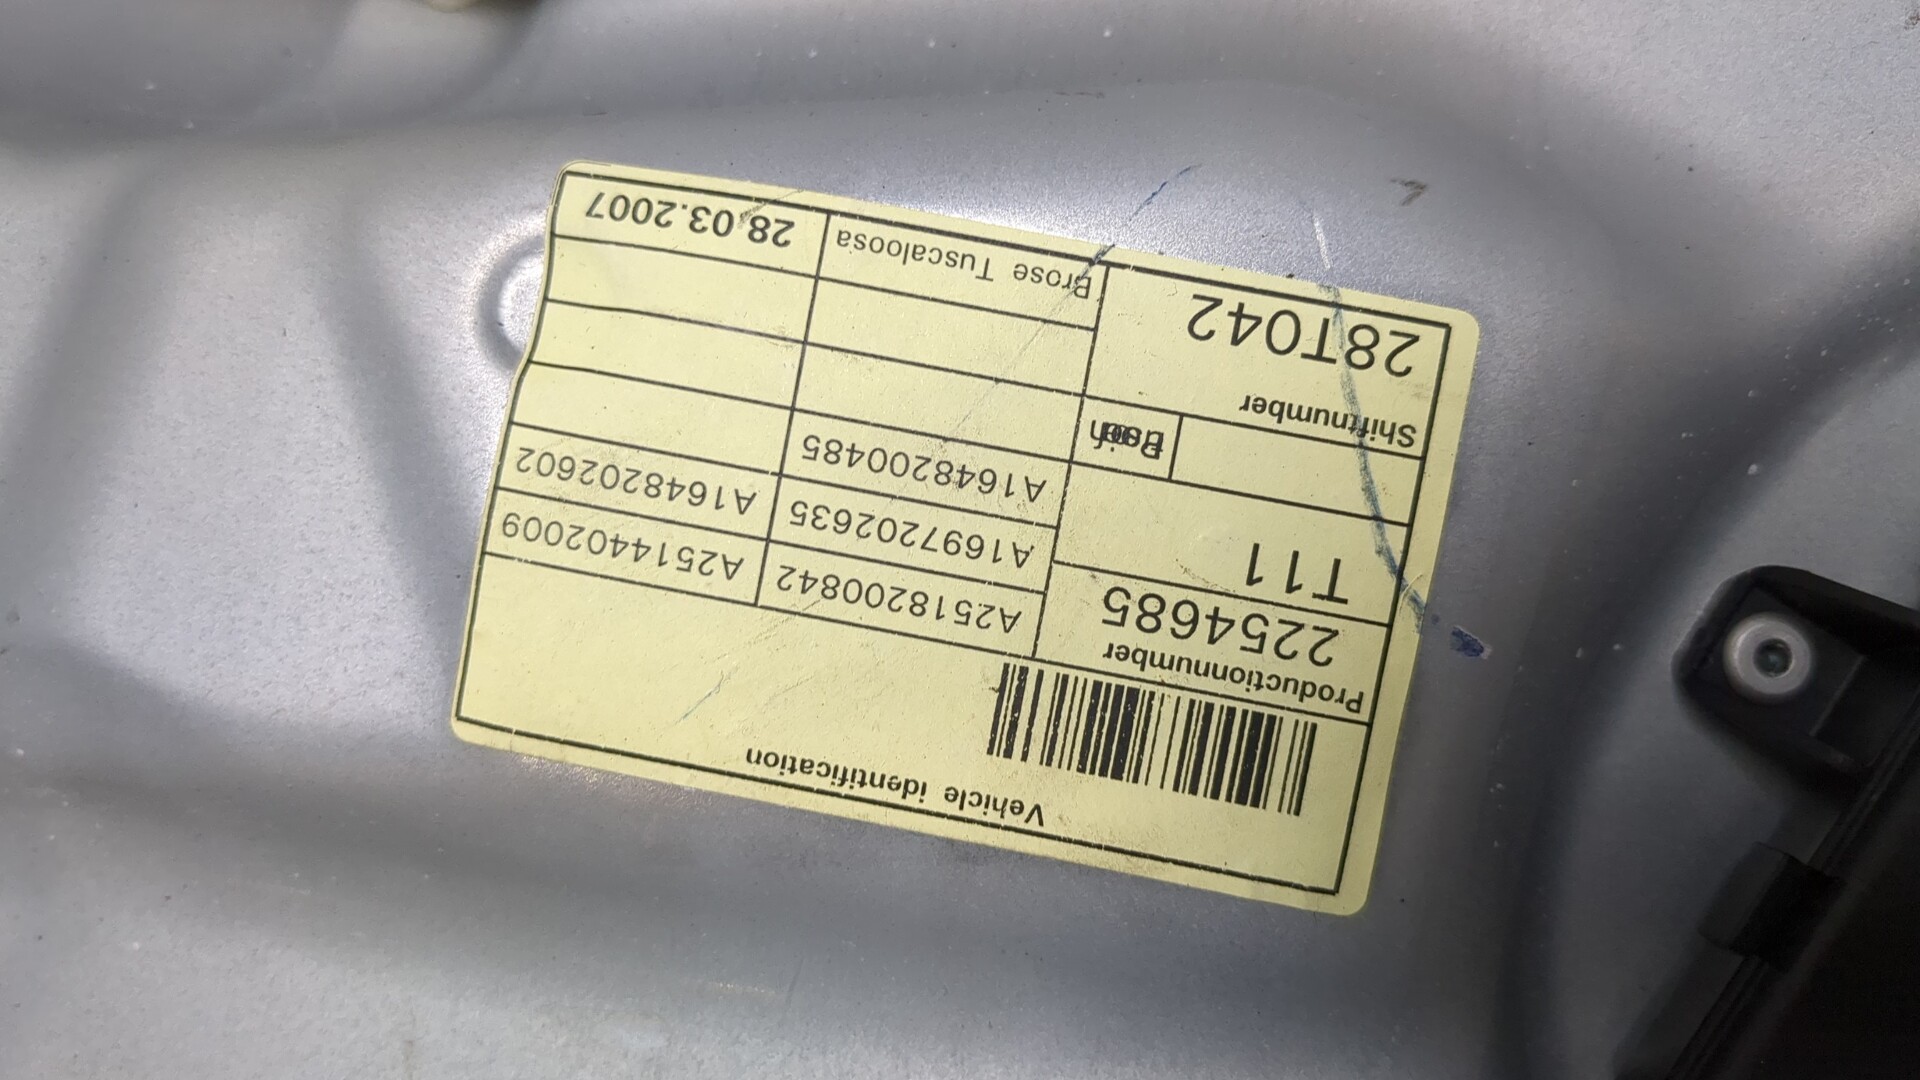 Vehicle identification
Productionnumber
2254685
T11
Shiftnumber
28T042
A2518200842
A2514402009
A1697202635
A1648202602
A1648200485
Brose Tuscaloosa
28.03.2007